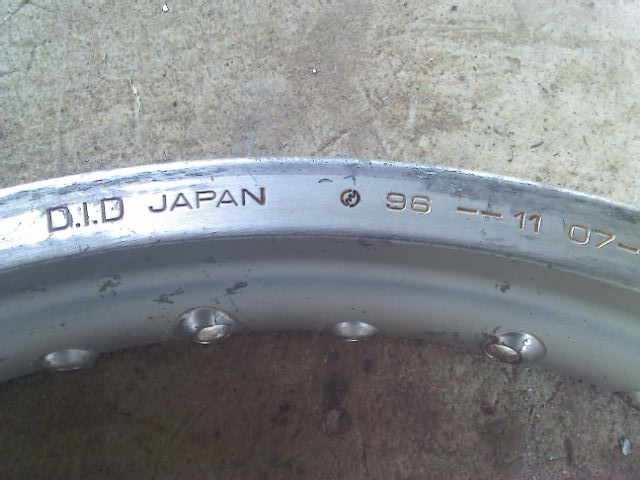 D.I.D JAPAN 96 -- 11 07-